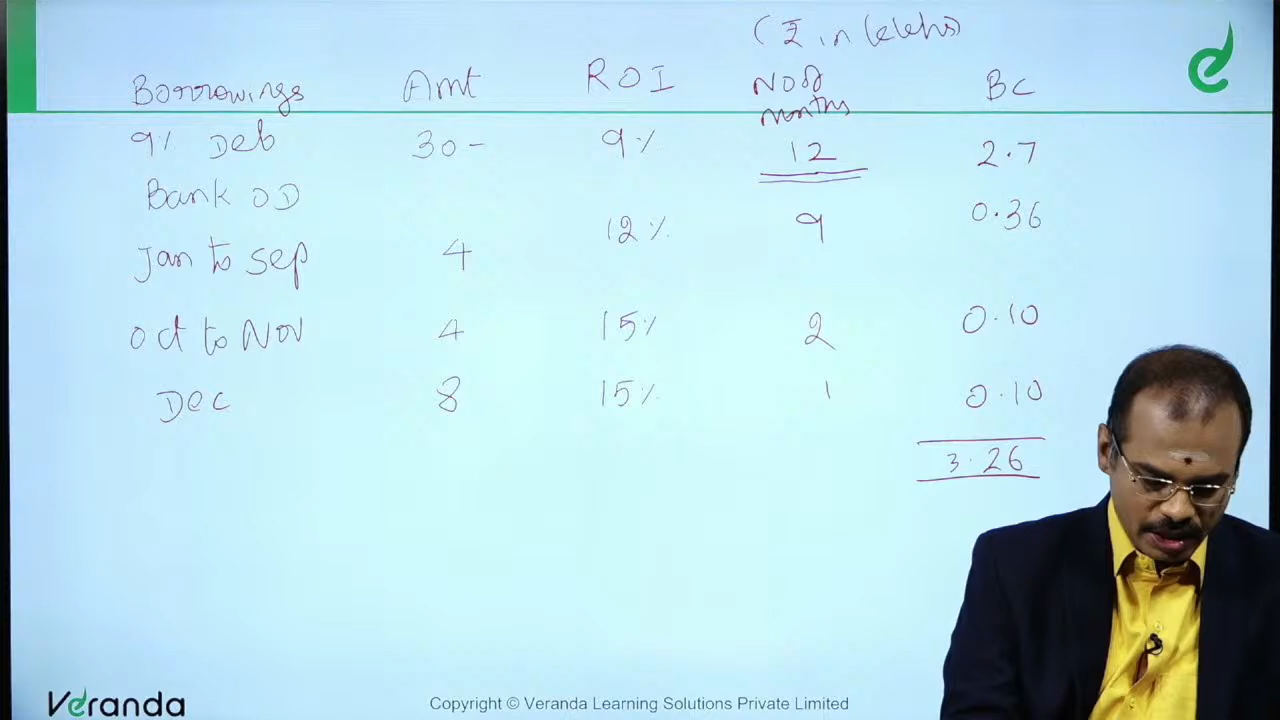 (₹ in lakhs)
Borrowings Amt ROI No of months BC
9% Deb 30 - 9% 12 2.7
Bank OD
Jan to Sep 4 12% 9 0.36
Oct to Nov 4 15% 2 0.10
Dec 8 15% 1 0.10
3.26
Veranda
Copyright © Veranda Learning Solutions Private Limited